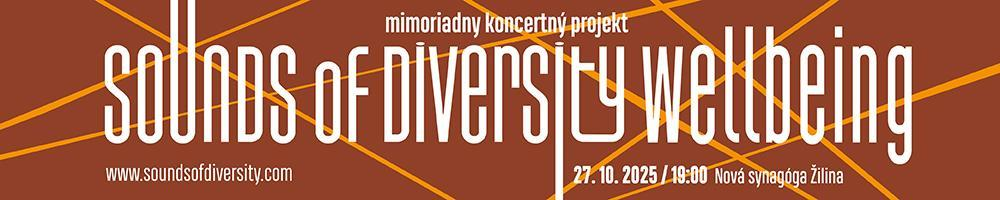 mimoriadny koncertný projekt
soUnDS oF DiVersity wellbeing
www.soundsofdiversity.com
27. 10. 2025 / 19:00 Nová synagóga Žilina